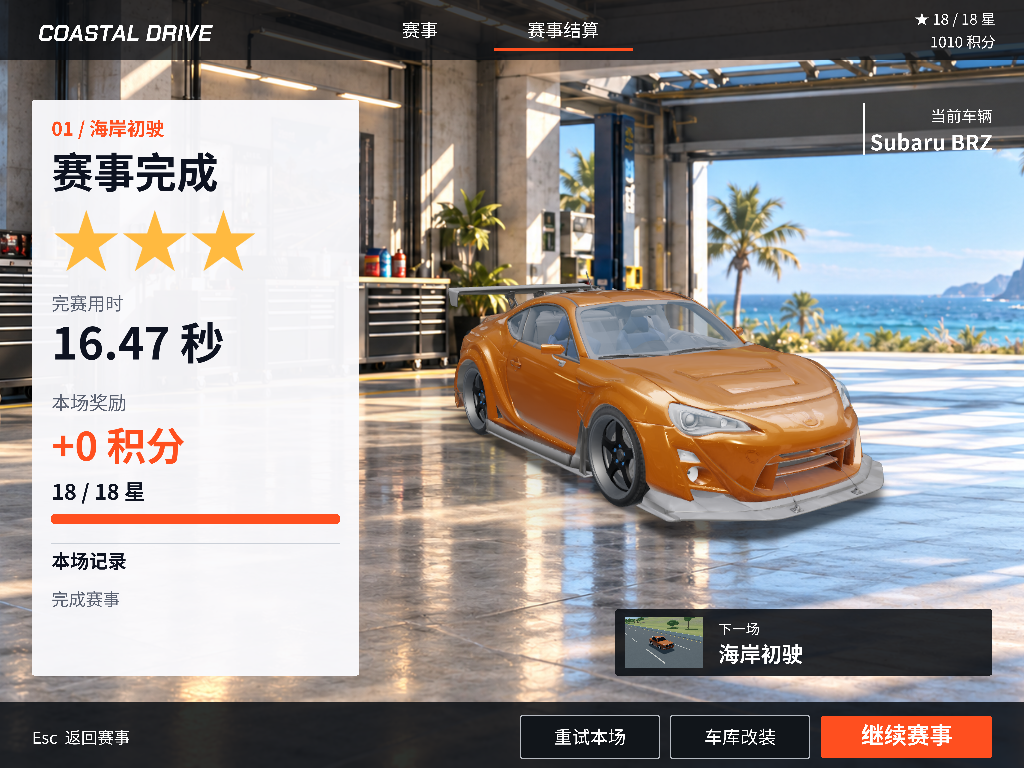 COASTAL DRIVE
赛事
赛事结算
★ 18 / 18 星
1010 积分
01 / 海岸初驶
赛事完成
完赛用时
16.47 秒
本场奖励
+0 积分
18 / 18 星
本场记录
完成赛事
当前车辆
Subaru BRZ
下一场
海岸初驶
Esc 返回赛事
重试本场
车库改装
继续赛事